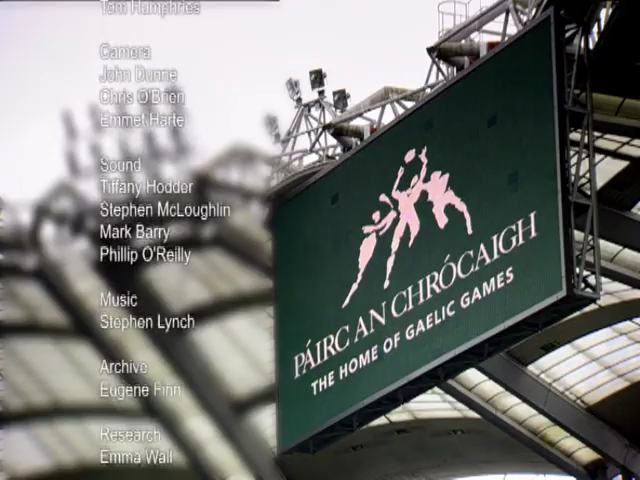 Tom Humphries
Camera
John Dunne
Chris O'Brien
Emmet Harte
Sound
Tiffany Hodder
Stephen McLoughlin
Mark Barry
Phillip O'Reilly
Music
Stephen Lynch
Archive
Eugene Finn
Research
Emma Wall
PÁIRC AN CHRÓCAIGH
THE HOME OF GAELIC GAMES